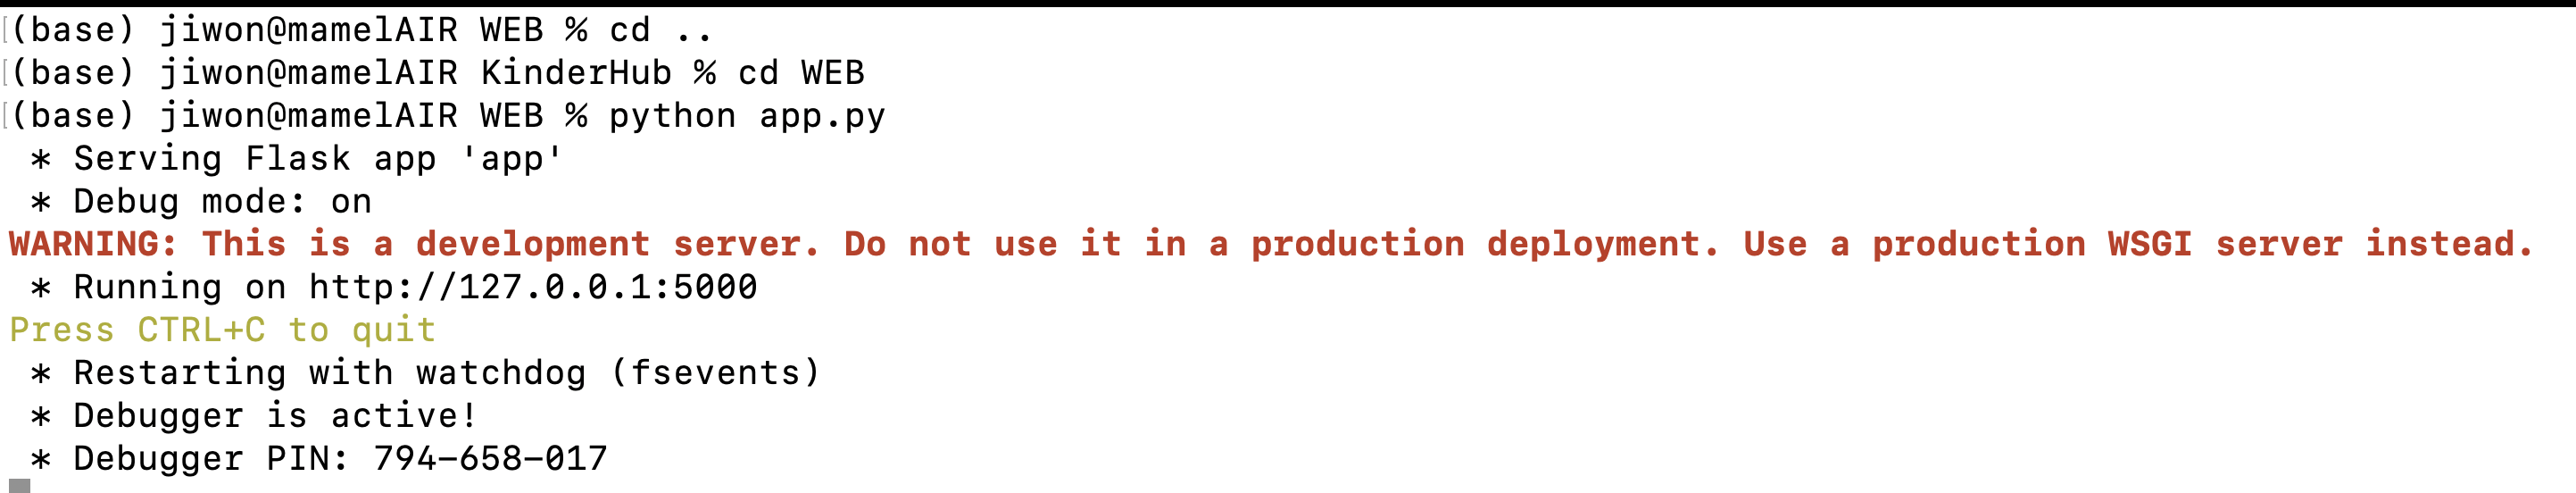 (base) jiwon@mamelAIR WEB % cd ..
(base) jiwon@mamelAIR KinderHub % cd WEB
(base) jiwon@mamelAIR WEB % python app.py
 * Serving Flask app 'app'
 * Debug mode: on
WARNING: This is a development server. Do not use it in a production deployment. Use a production WSGI server instead.
 * Running on http://127.0.0.1:5000
Press CTRL+C to quit
 * Restarting with watchdog (fsevents)
 * Debugger is active!
 * Debugger PIN: 794-658-017